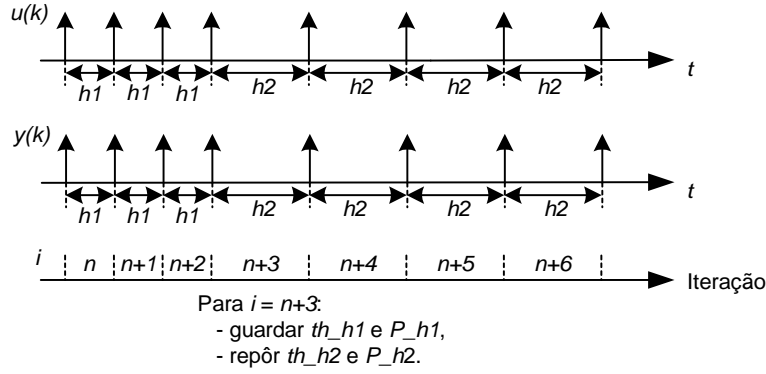 u(k)
t
h1 h1 h1 h2 h2 h2 h2
y(k)
t
h1 h1 h1 h2 h2 h2 h2
i n n+1 n+2 n+3 n+4 n+5 n+6
Iteração
Para i = n+3:
- guardar th_h1 e P_h1,
- repôr th_h2 e P_h2.